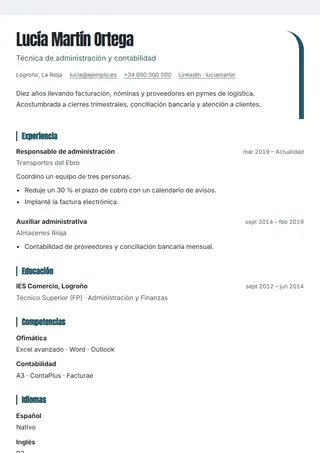 Lucía Martín Ortega
Técnica de administración y contabilidad
Logroño, La Rioja lucia@ejemplo.es +34 600 000 000 LinkedIn · luciamartin
Diez años llevando facturación, nóminas y proveedores en pymes de logística.
Acostumbrada a cierres trimestrales, conciliación bancaria y atención a clientes.
Experiencia
Responsable de administración mar 2019 – Actualidad
Transportes del Ebro
Coordino un equipo de tres personas.
• Reduje un 30 % el plazo de cobro con un calendario de avisos.
• Implanté la factura electrónica.
Auxiliar administrativa sept 2014 – feb 2019
Almacenes Rioja
• Contabilidad de proveedores y conciliación bancaria mensual.
Educación
IES Comercio, Logroño sept 2012 – jun 2014
Técnico Superior (FP) · Administración y Finanzas
Competencias
Ofimática
Excel avanzado · Word · Outlook
Contabilidad
A3 · ContaPlus · Facturae
Idiomas
Español
Nativo
Inglés